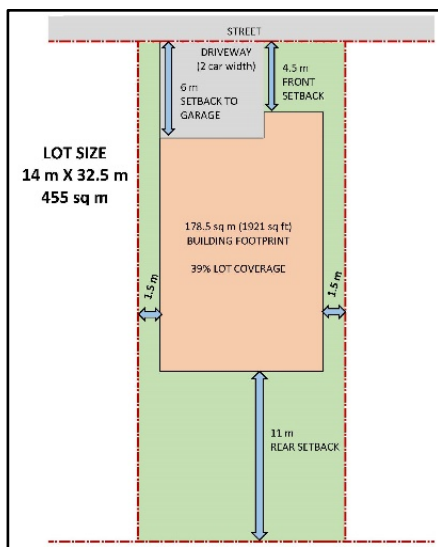 STREET
DRIVEWAY
(2 car width)
4.5 m
FRONT
SETBACK
6 m
SETBACK TO
GARAGE
LOT SIZE
14 m X 32.5 m
455 sq m
178.5 sq m (1921 sq ft)
BUILDING FOOTPRINT
39% LOT COVERAGE
1.5 m
1.5 m
11 m
REAR SETBACK